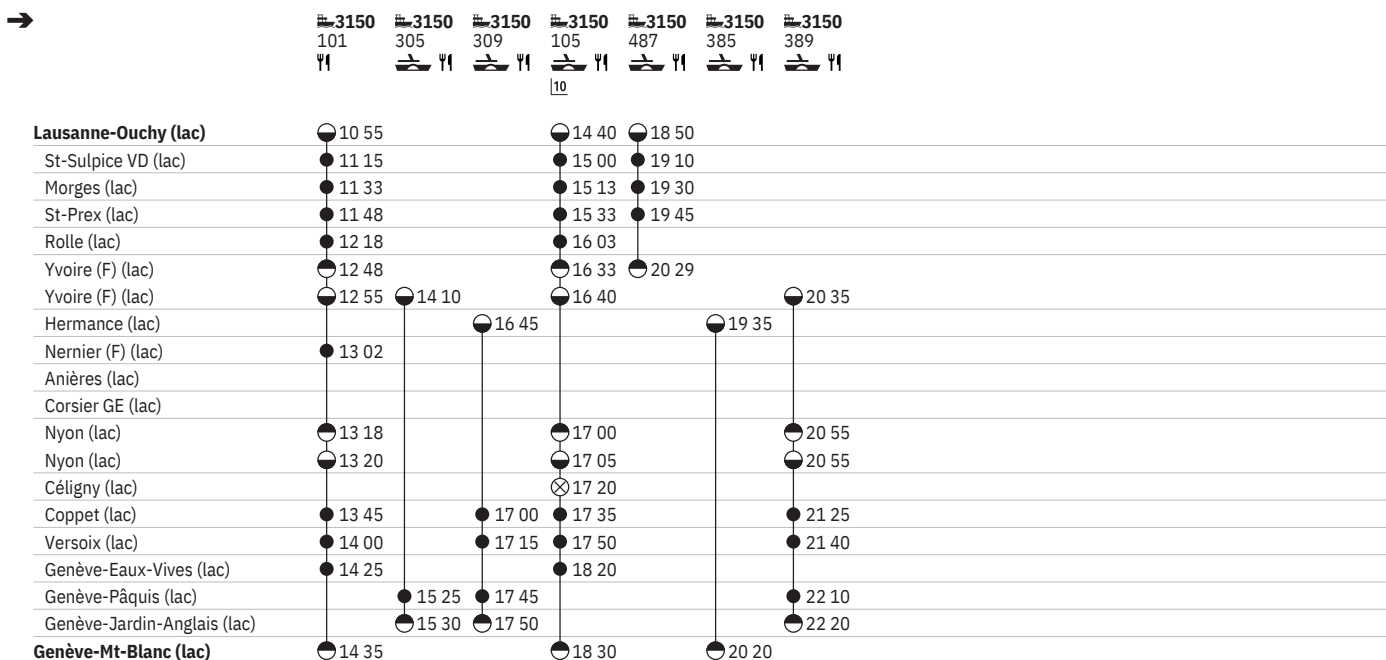 ➔ 3150 3150 3150 3150 3150 3150 3150
101 305 309 105 487 385 389
10
Lausanne-Ouchy (lac) 10 55 14 40 18 50
St-Sulpice VD (lac) 11 15 15 00 19 10
Morges (lac) 11 33 15 13 19 30
St-Prex (lac) 11 48 15 33 19 45
Rolle (lac) 12 18 16 03
Yvoire (F) (lac) 12 48 16 33 20 29
Yvoire (F) (lac) 12 55 14 10 16 40 20 35
Hermance (lac) 16 45 19 35
Nernier (F) (lac) 13 02
Anières (lac)
Corsier GE (lac)
Nyon (lac) 13 18 17 00 20 55
Nyon (lac) 13 20 17 05 20 55
Céligny (lac) 17 20
Coppet (lac) 13 45 17 00 17 35 21 25
Versoix (lac) 14 00 17 15 17 50 21 40
Genève-Eaux-Vives (lac) 14 25 18 20
Genève-Pâquis (lac) 15 25 17 45 22 10
Genève-Jardin-Anglais (lac) 15 30 17 50 22 20
Genève-Mt-Blanc (lac) 14 35 18 30 20 20